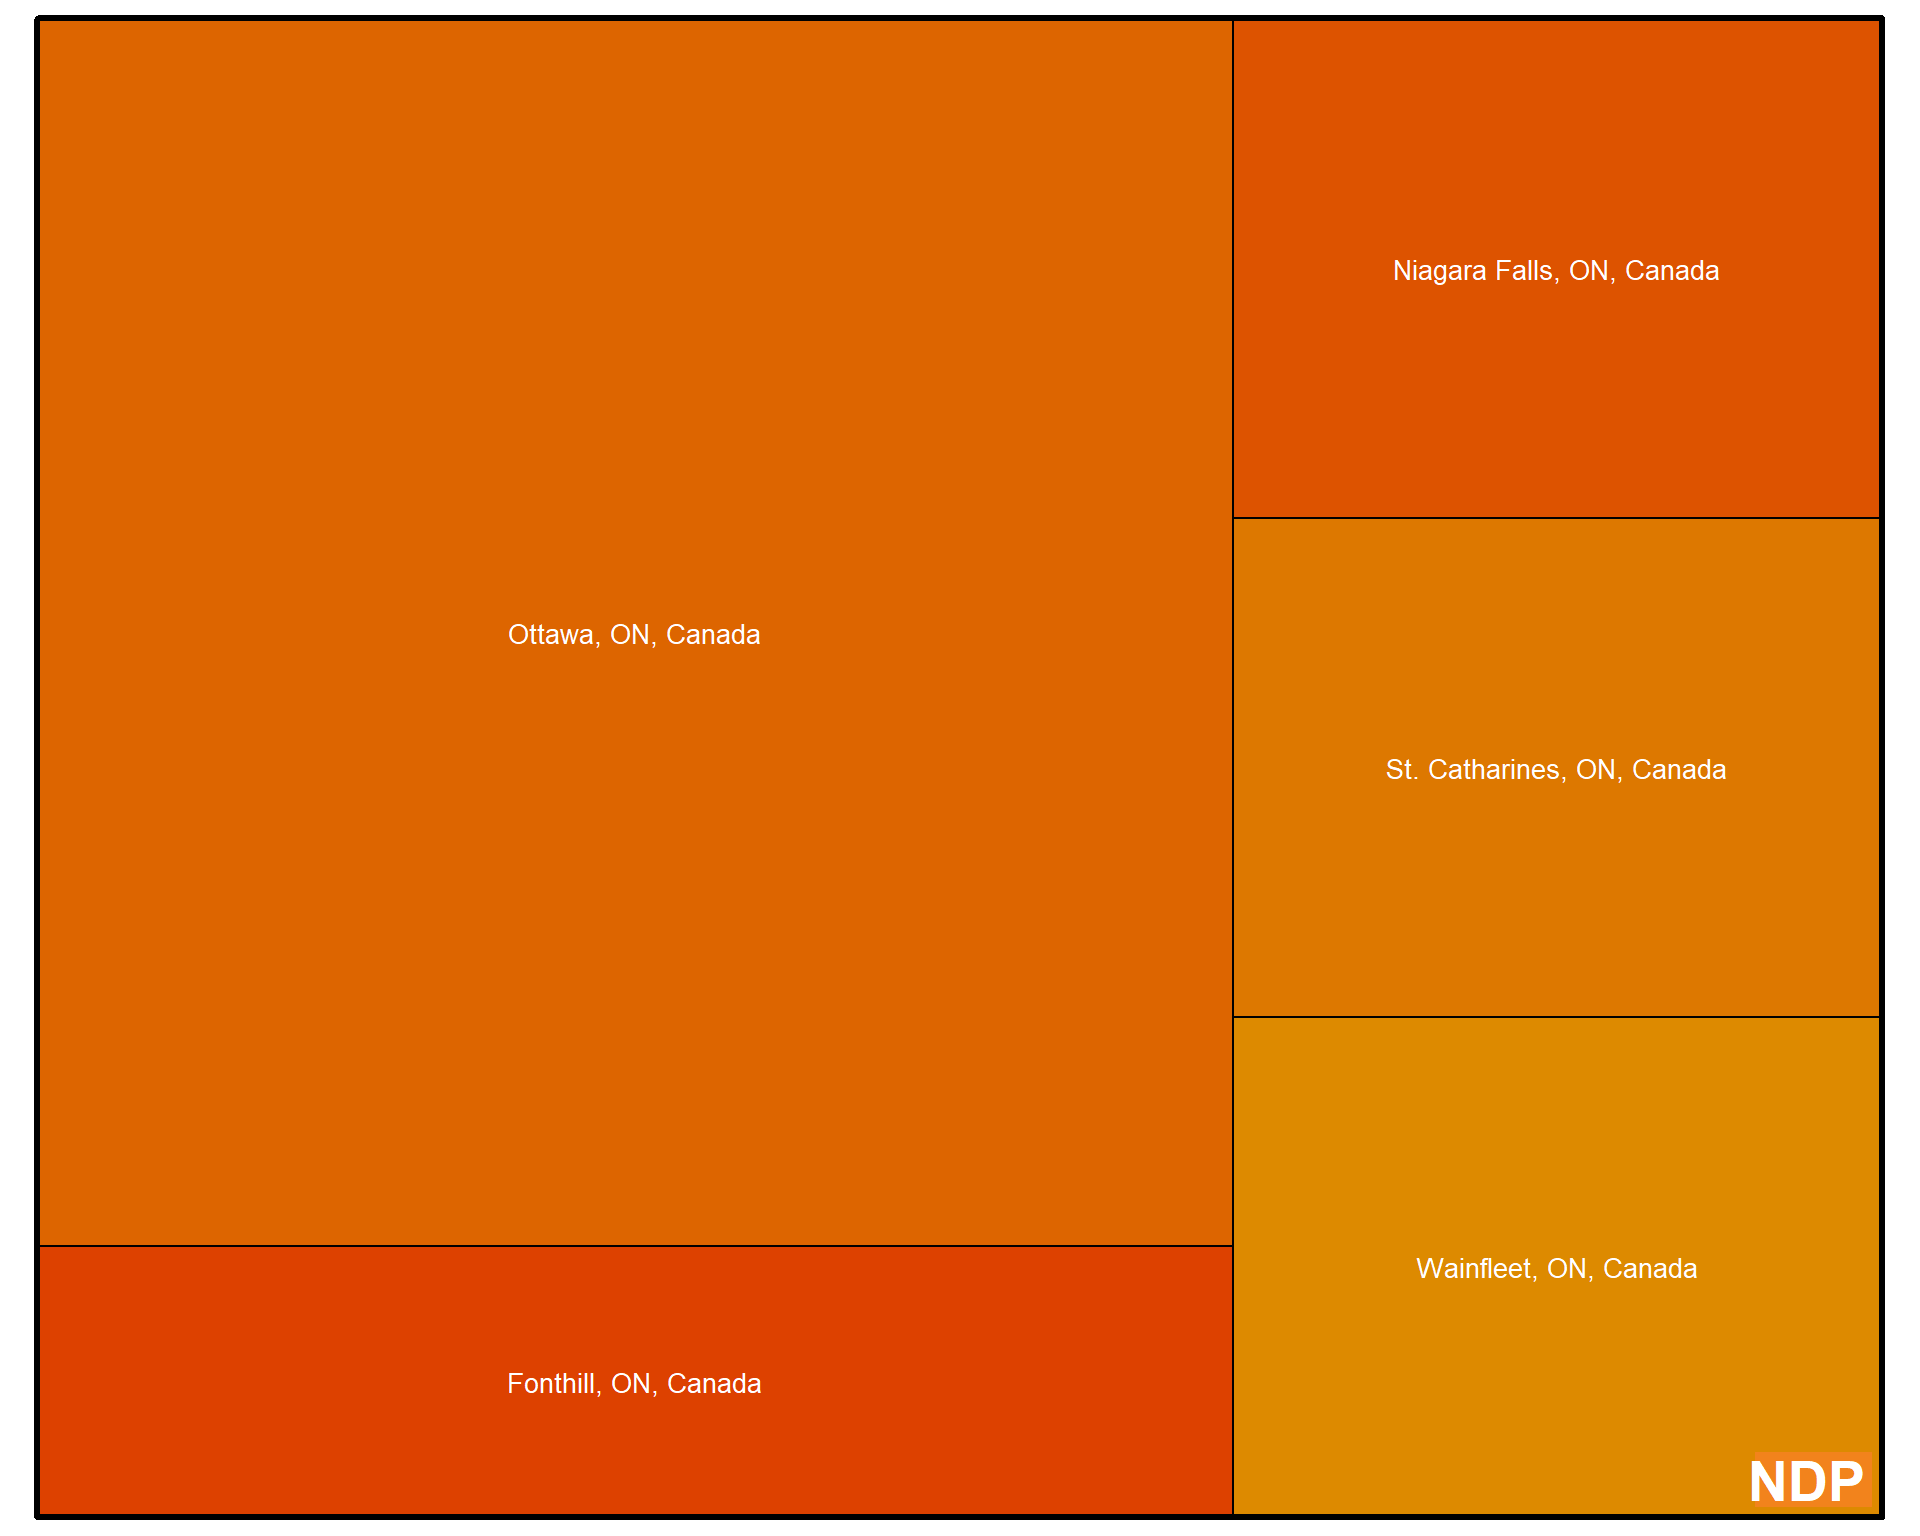 Niagara Falls, ON, Canada
Ottawa, ON, Canada
St. Catharines, ON, Canada
Wainfleet, ON, Canada
Fonthill, ON, Canada
NDP